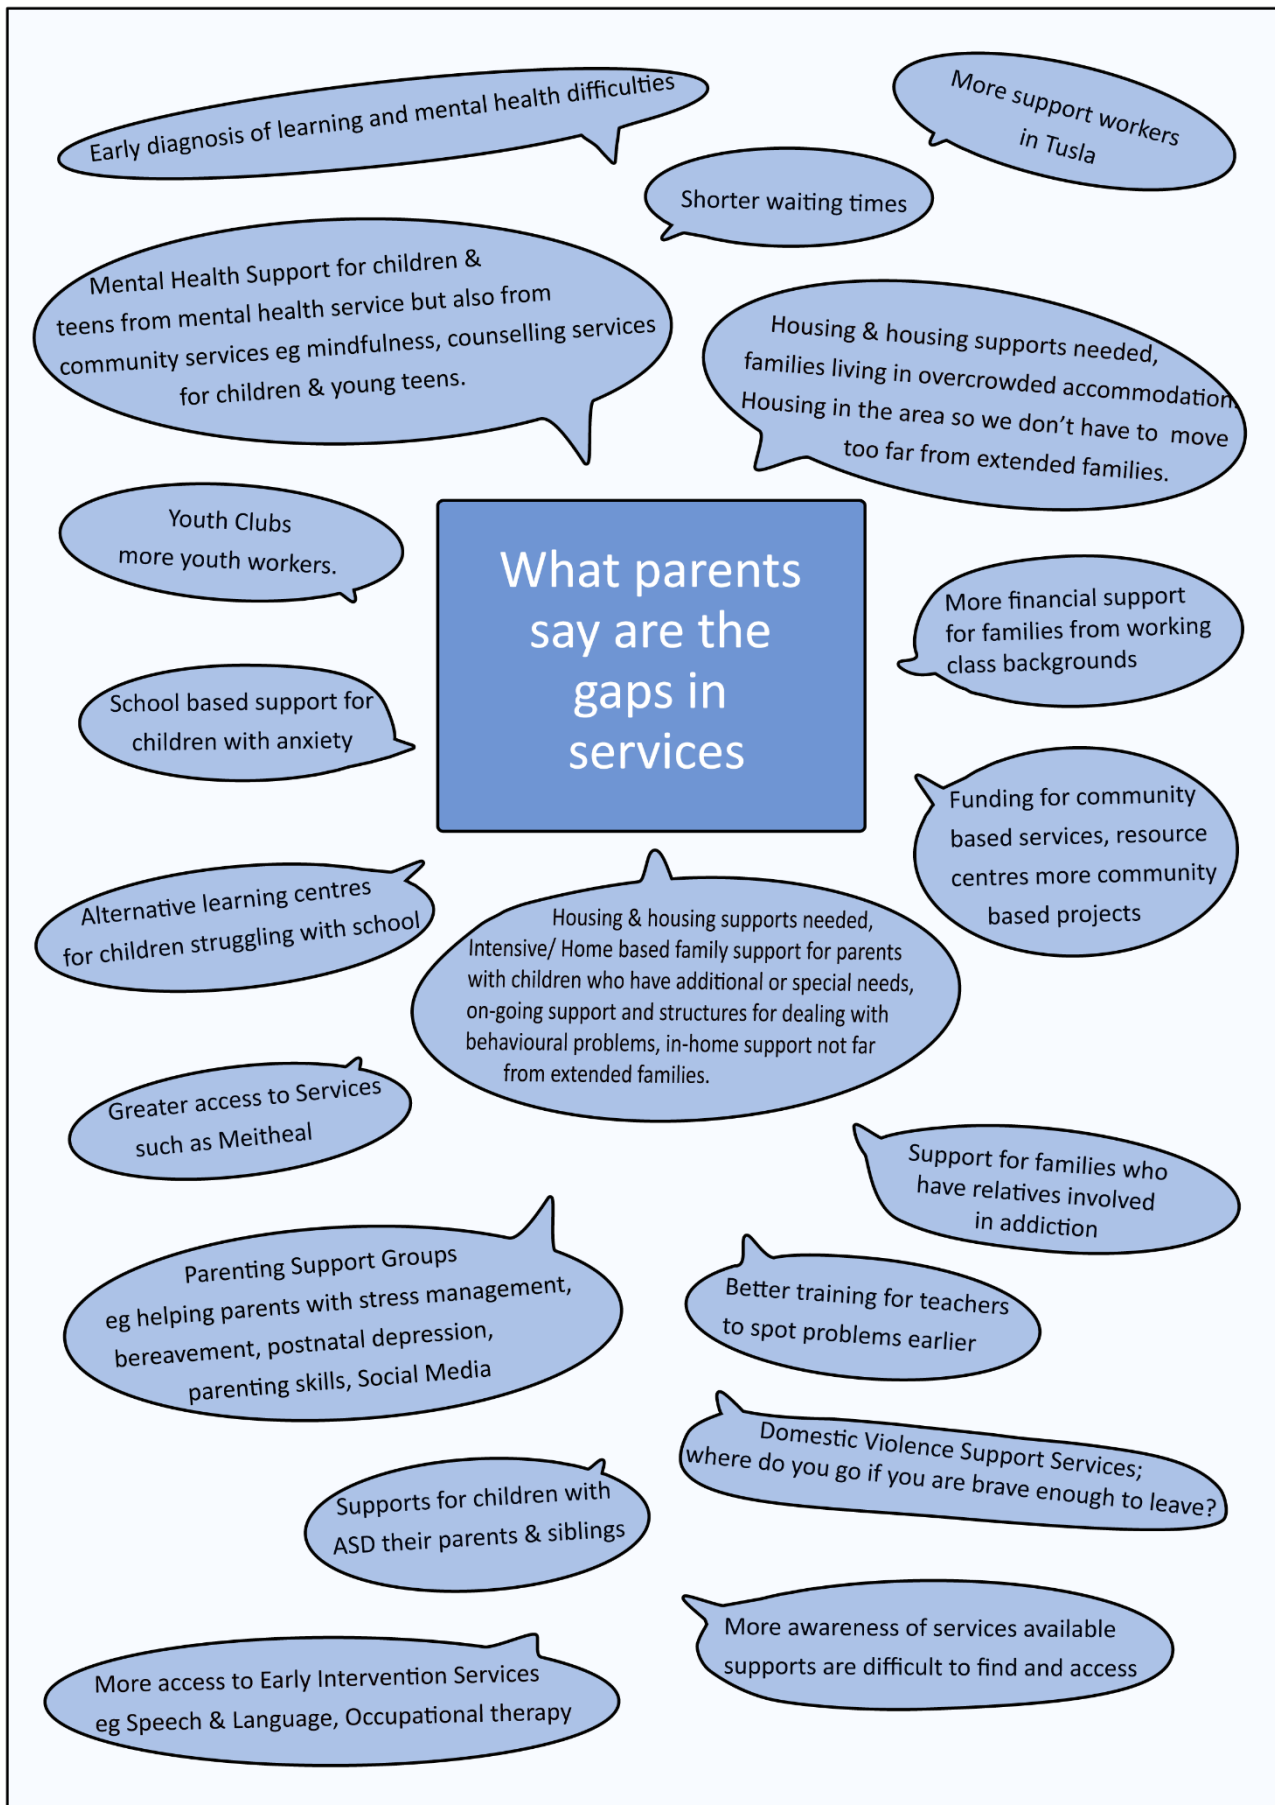 Early diagnosis of learning and mental health difficulties
More support workers
in Tusla
Shorter waiting times
Mental Health Support for children &
teens from mental health service but also from
community services eg mindfulness, counselling services
for children & young teens.
Housing & housing supports needed,
families living in overcrowded accommodation.
Housing in the area so we don't have to move
too far from extended families.
Youth Clubs
more youth workers.
What parents
say are the
gaps in
services
More financial support
for families from working
class backgrounds
School based support for
children with anxiety
Funding for community
based services, resource
centres more community
based projects
Alternative learning centres
for children struggling with school
Housing & housing supports needed,
Intensive/ Home based family support for parents
with children who have additional or special needs,
on-going support and structures for dealing with
behavioural problems, in-home support not far
from extended families.
Greater access to Services
such as Meitheal
Support for families who
have relatives involved
in addiction
Parenting Support Groups
eg helping parents with stress management,
bereavement, postnatal depression,
parenting skills, Social Media
Better training for teachers
to spot problems earlier
Domestic Violence Support Services;
where do you go if you are brave enough to leave?
Supports for children with
ASD their parents & siblings
More awareness of services available
supports are difficult to find and access
More access to Early Intervention Services
eg Speech & Language, Occupational therapy